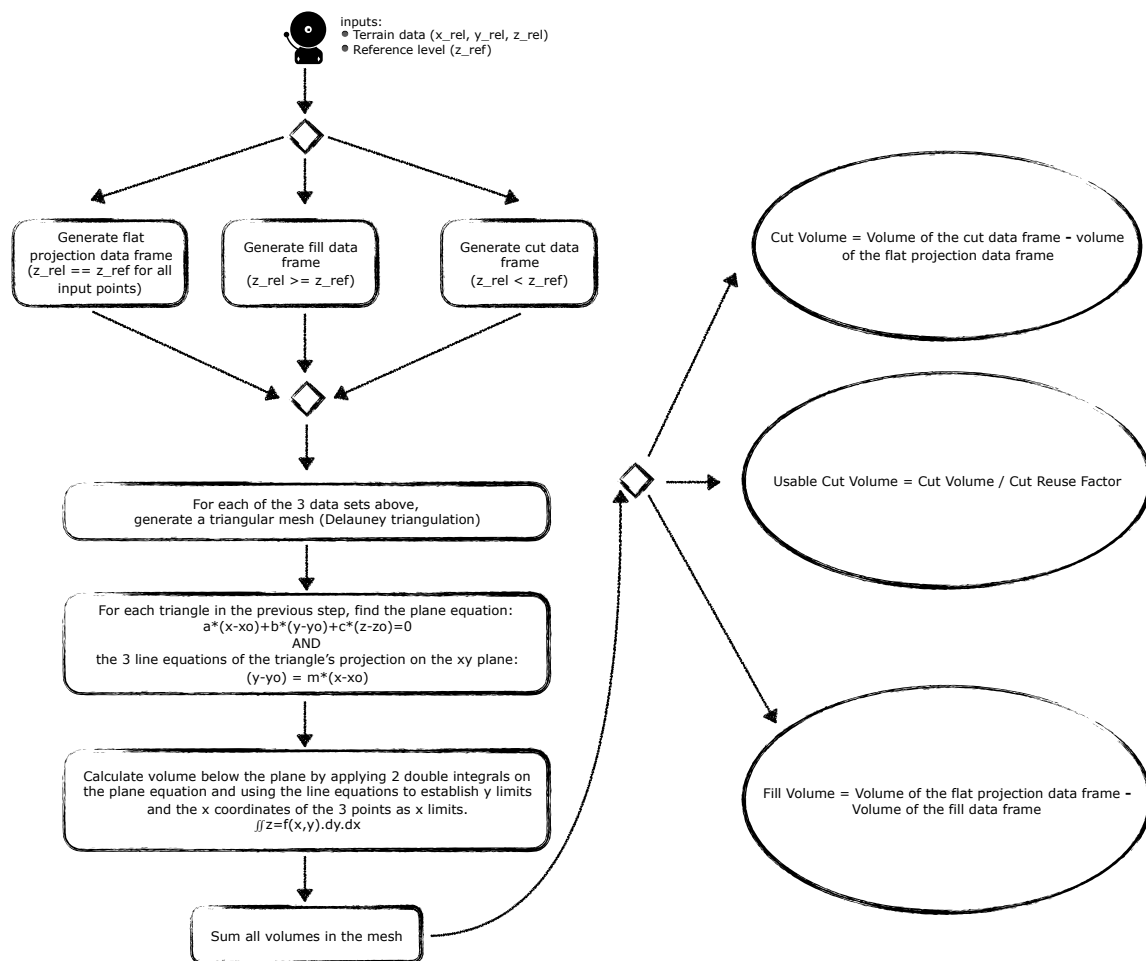 inputs:
• Terrain data (x_rel, y_rel, z_rel)
• Reference level (z_ref)
Generate flat
projection data frame
(z_rel == z_ref for all
input points)
Generate fill data
frame
(z_rel >= z_ref)
Generate cut data
frame
(z_rel < z_ref)
For each of the 3 data sets above,
generate a triangular mesh (Delauney triangulation)
For each triangle in the previous step, find the plane equation:
a*(x-xo)+b*(y-yo)+c*(z-zo)=0
AND
the 3 line equations of the triangle’s projection on the xy plane:
(y-yo) = m*(x-xo)
Calculate volume below the plane by applying 2 double integrals on
the plane equation and using the line equations to establish y limits
and the x coordinates of the 3 points as x limits.
∬z=f(x,y).dy.dx
Sum all volumes in the mesh
Cut Volume = Volume of the cut data frame - volume
of the flat projection data frame
Usable Cut Volume = Cut Volume / Cut Reuse Factor
Fill Volume = Volume of the flat projection data frame -
Volume of the fill data frame